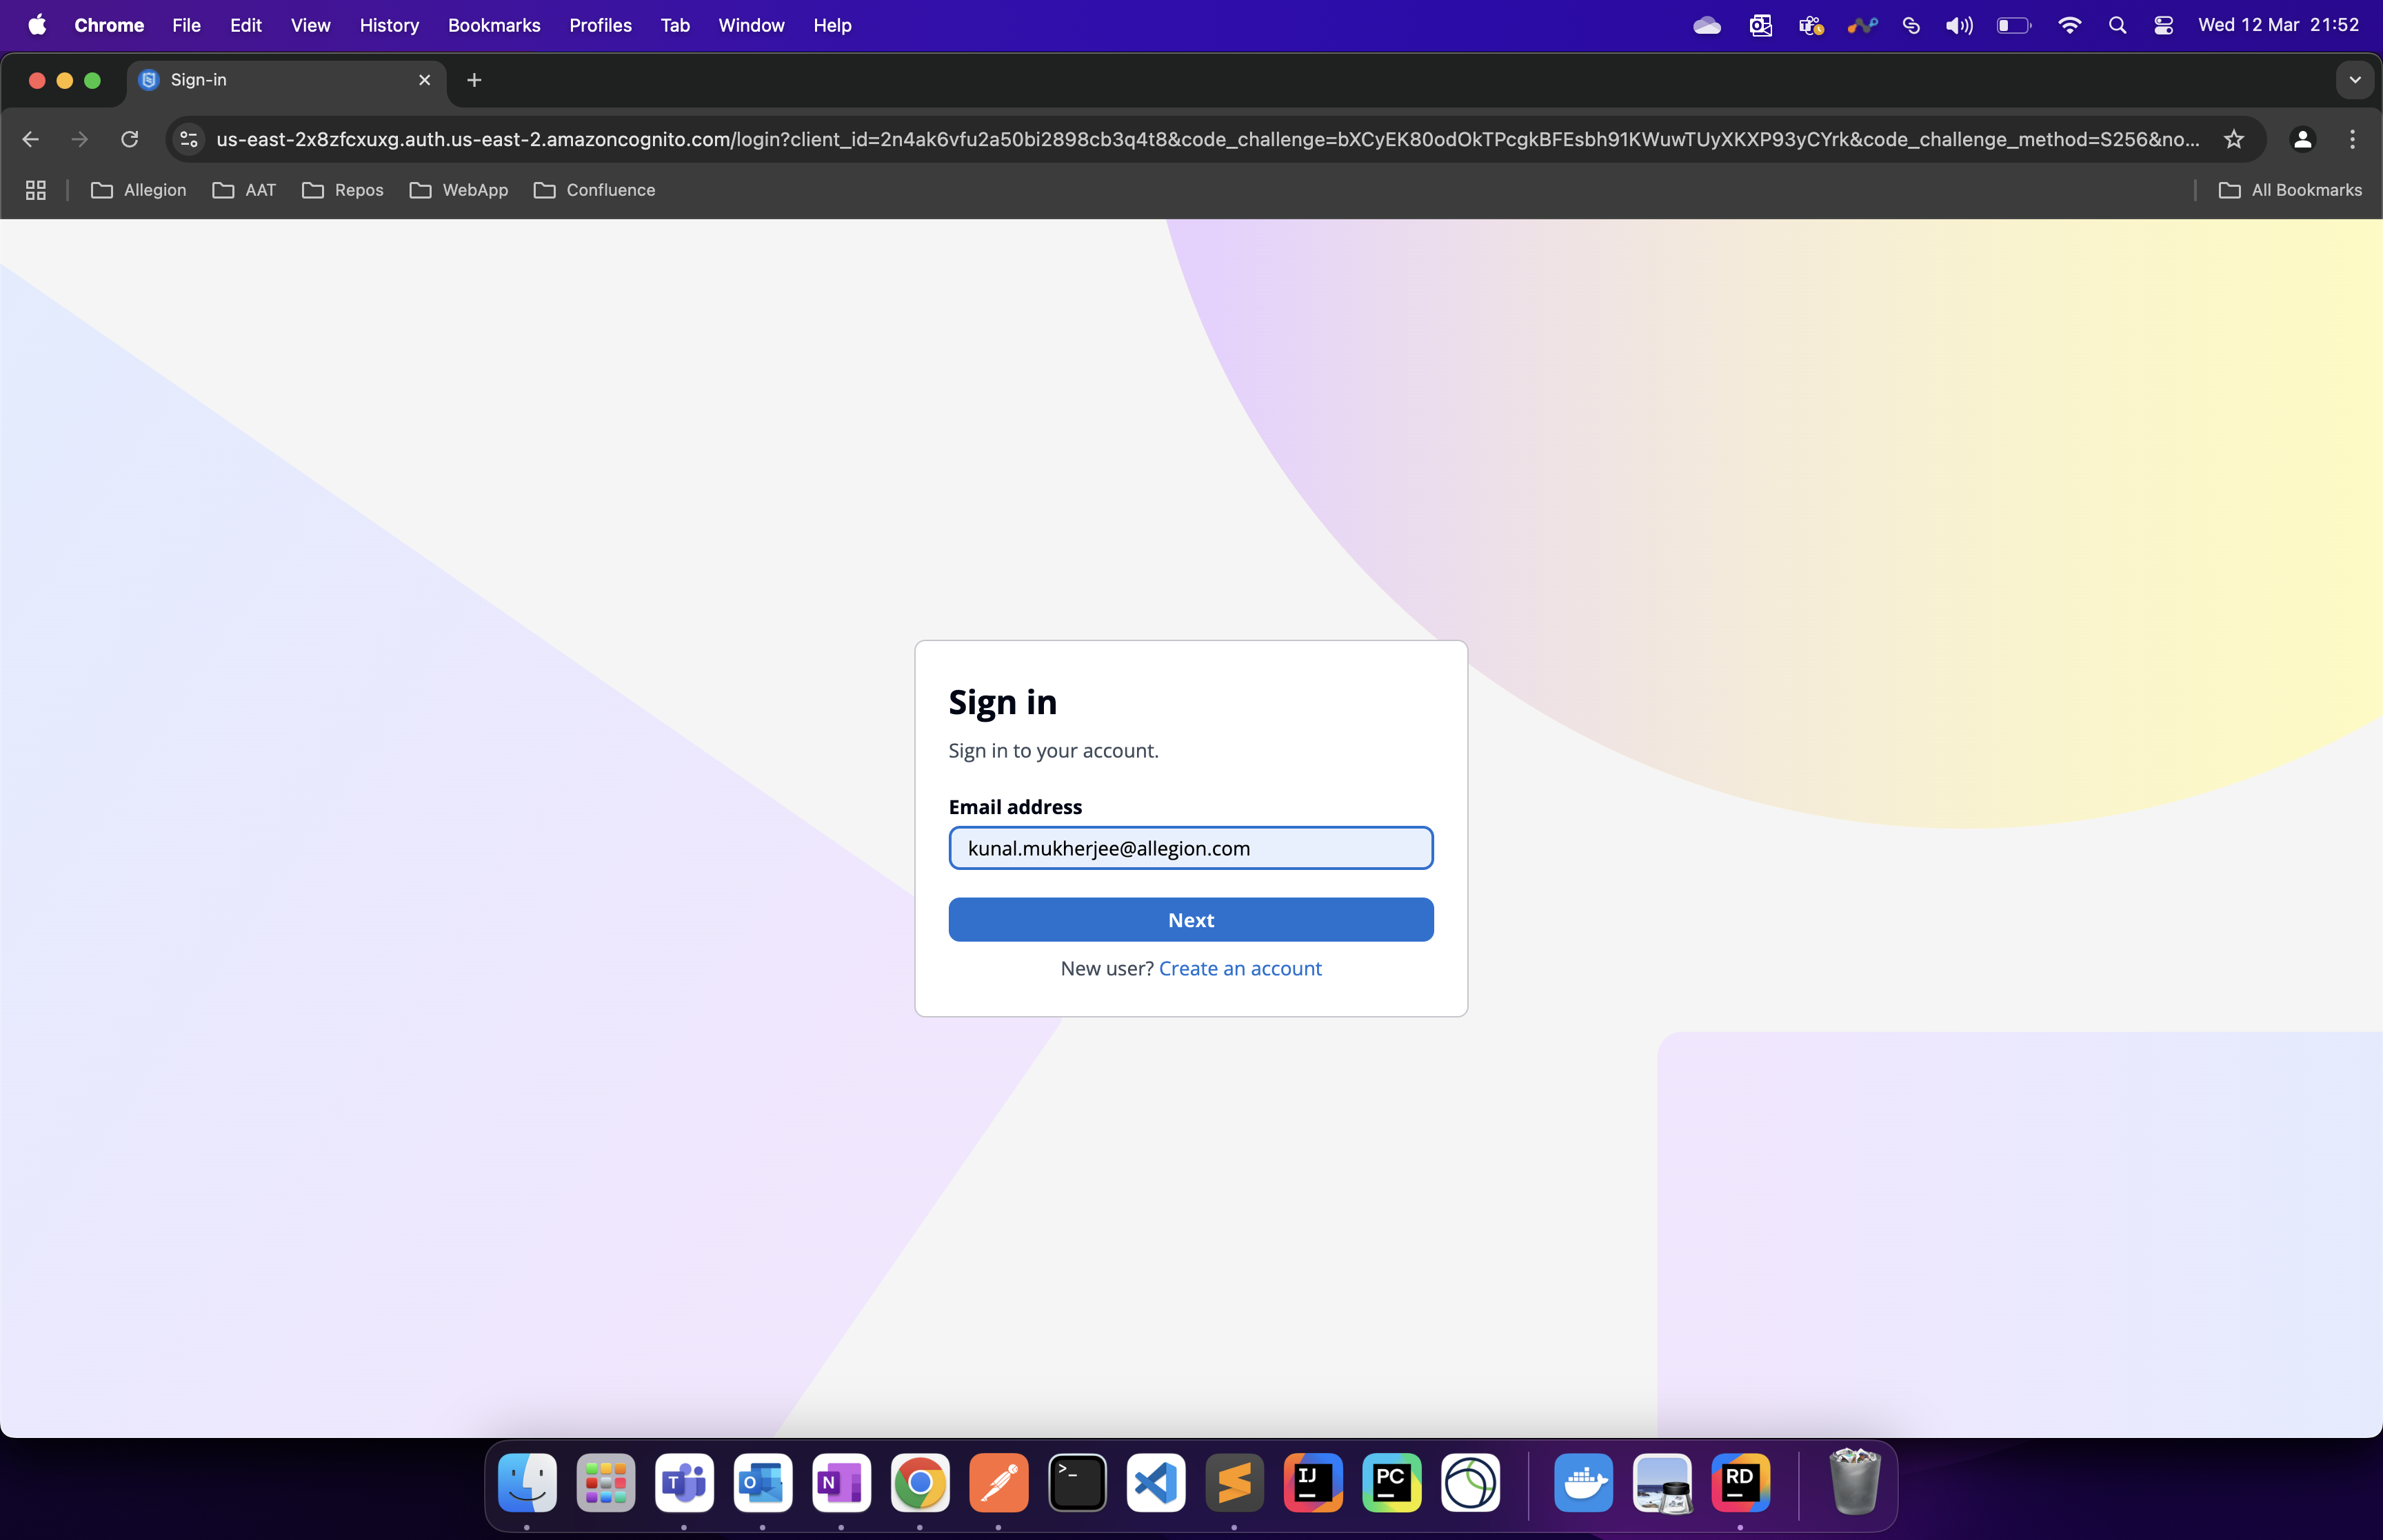 Chrome File Edit View History Bookmarks Profiles Tab Window Help Wed 12 Mar 21:52
Sign-in
us-east-2x8zfcxuxg.auth.us-east-2.amazoncognito.com/login?client_id=2n4ak6vfu2a50bi2898cb3q4t8&code_challenge=bXCyEK80odOkTPcgkBFEsbh91KWuwTUyXKXP93yCYrk&code_challenge_method=S256&no...
Allegion AAT Repos WebApp Confluence All Bookmarks
Sign in
Sign in to your account.
Email address
kunal.mukherjee@allegion.com
Next
New user? Create an account
T O N >_ IJ PC RD